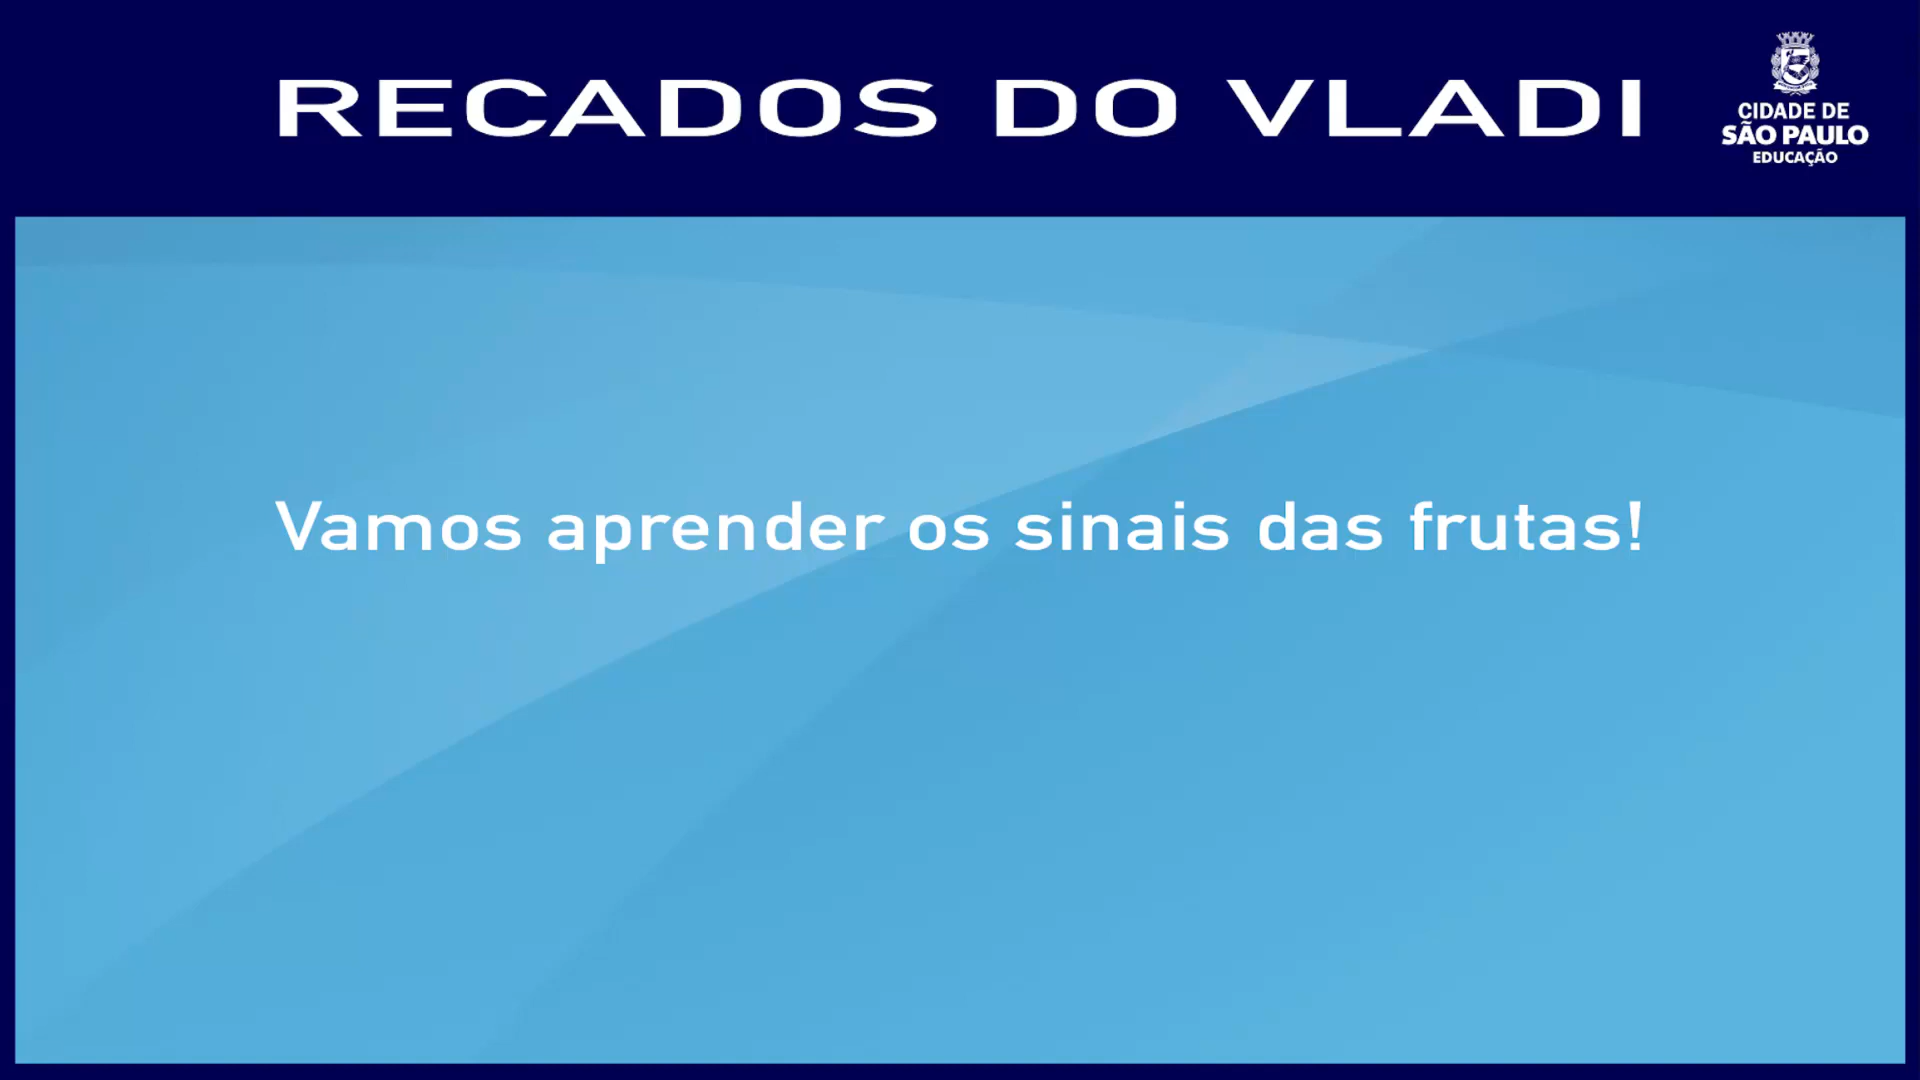 RECADOS DO VLADI
CIDADE DE
SÃO PAULO
EDUCAÇÃO
Vamos aprender os sinais das frutas!